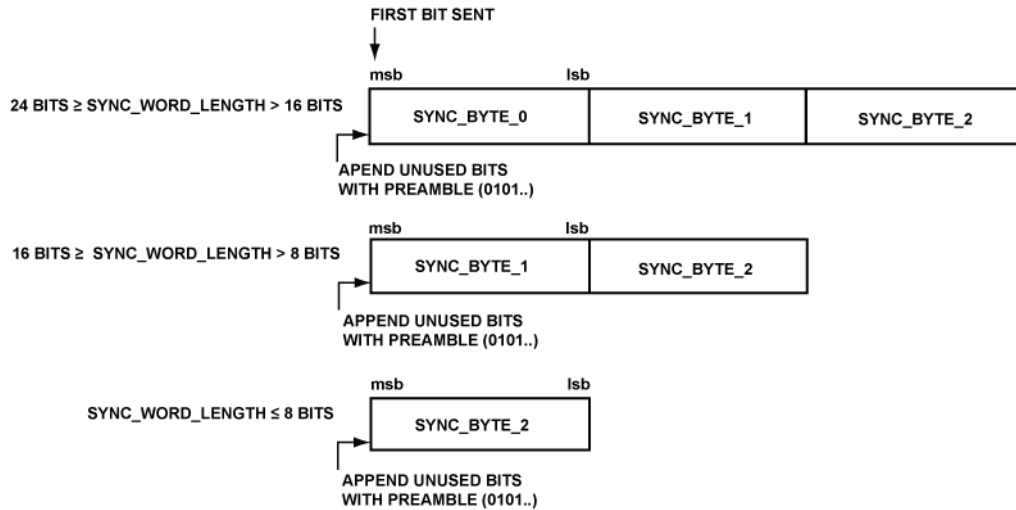 FIRST BIT SENT
msb lsb
24 BITS ≥ SYNC_WORD_LENGTH > 16 BITS
SYNC_BYTE_0 SYNC_BYTE_1 SYNC_BYTE_2
APEND UNUSED BITS
WITH PREAMBLE (0101..)
msb lsb
16 BITS ≥ SYNC_WORD_LENGTH > 8 BITS
SYNC_BYTE_1 SYNC_BYTE_2
APPEND UNUSED BITS
WITH PREAMBLE (0101..)
msb lsb
SYNC_WORD_LENGTH ≤ 8 BITS
SYNC_BYTE_2
APPEND UNUSED BITS
WITH PREAMBLE (0101..)